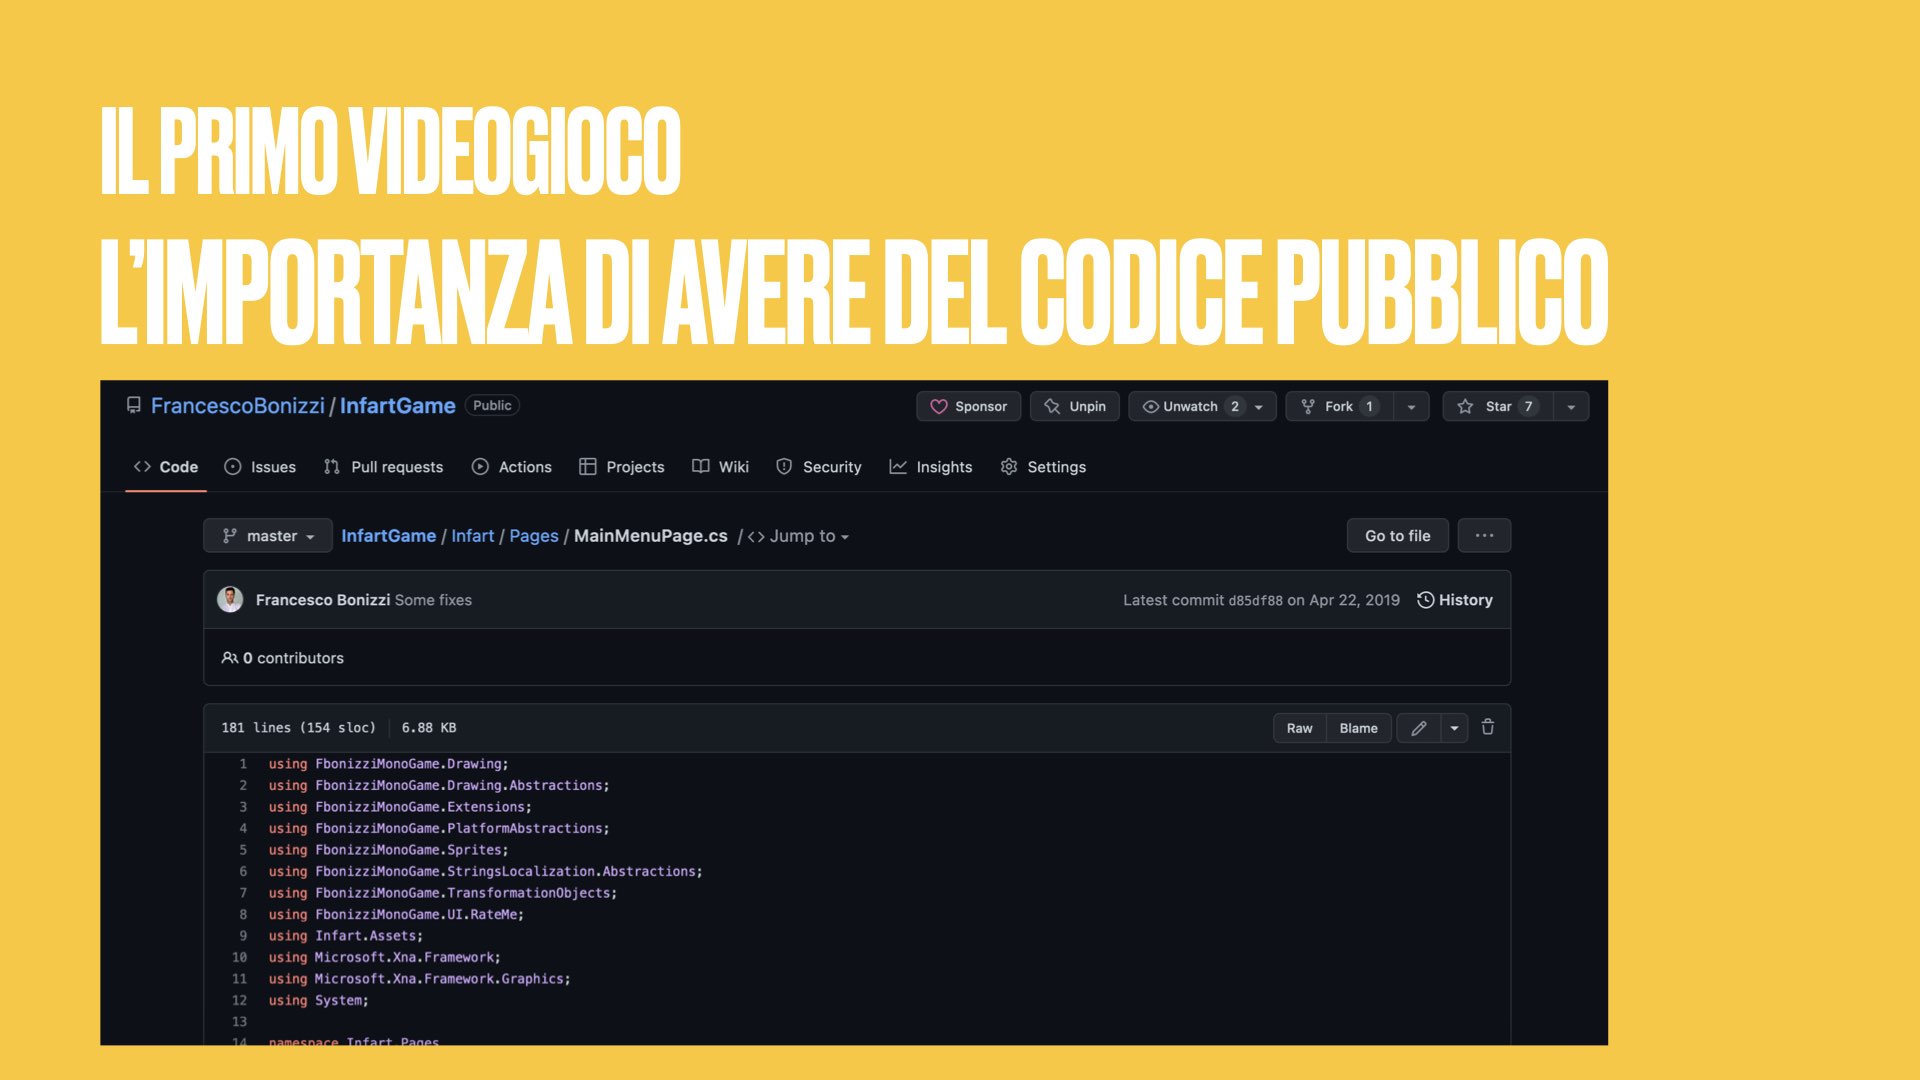 IL PRIMO VIDEOGIOCO
L'IMPORTANZA DI AVERE DEL CODICE PUBBLICO
FrancescoBonizzi / InfartGame Public Sponsor Unpin Unwatch 2 Fork 1 Star 7
<> Code Issues Pull requests Actions Projects Wiki Security Insights Settings
master InfartGame / Infart / Pages / MainMenuPage.cs / <> Jump to Go to file ...
Francesco Bonizzi Some fixes Latest commit d85df88 on Apr 22, 2019 History
0 contributors
181 lines (154 sloc) 6.88 KB Raw Blame
1 using FbonizziMonoGame.Drawing;
2 using FbonizziMonoGame.Drawing.Abstractions;
3 using FbonizziMonoGame.Extensions;
4 using FbonizziMonoGame.PlatformAbstractions;
5 using FbonizziMonoGame.Sprites;
6 using FbonizziMonoGame.StringsLocalization.Abstractions;
7 using FbonizziMonoGame.TransformationObjects;
8 using FbonizziMonoGame.UI.RateMe;
9 using Infart.Assets;
10 using Microsoft.Xna.Framework;
11 using Microsoft.Xna.Framework.Graphics;
12 using System;
13
14 namespace Infart.Pages